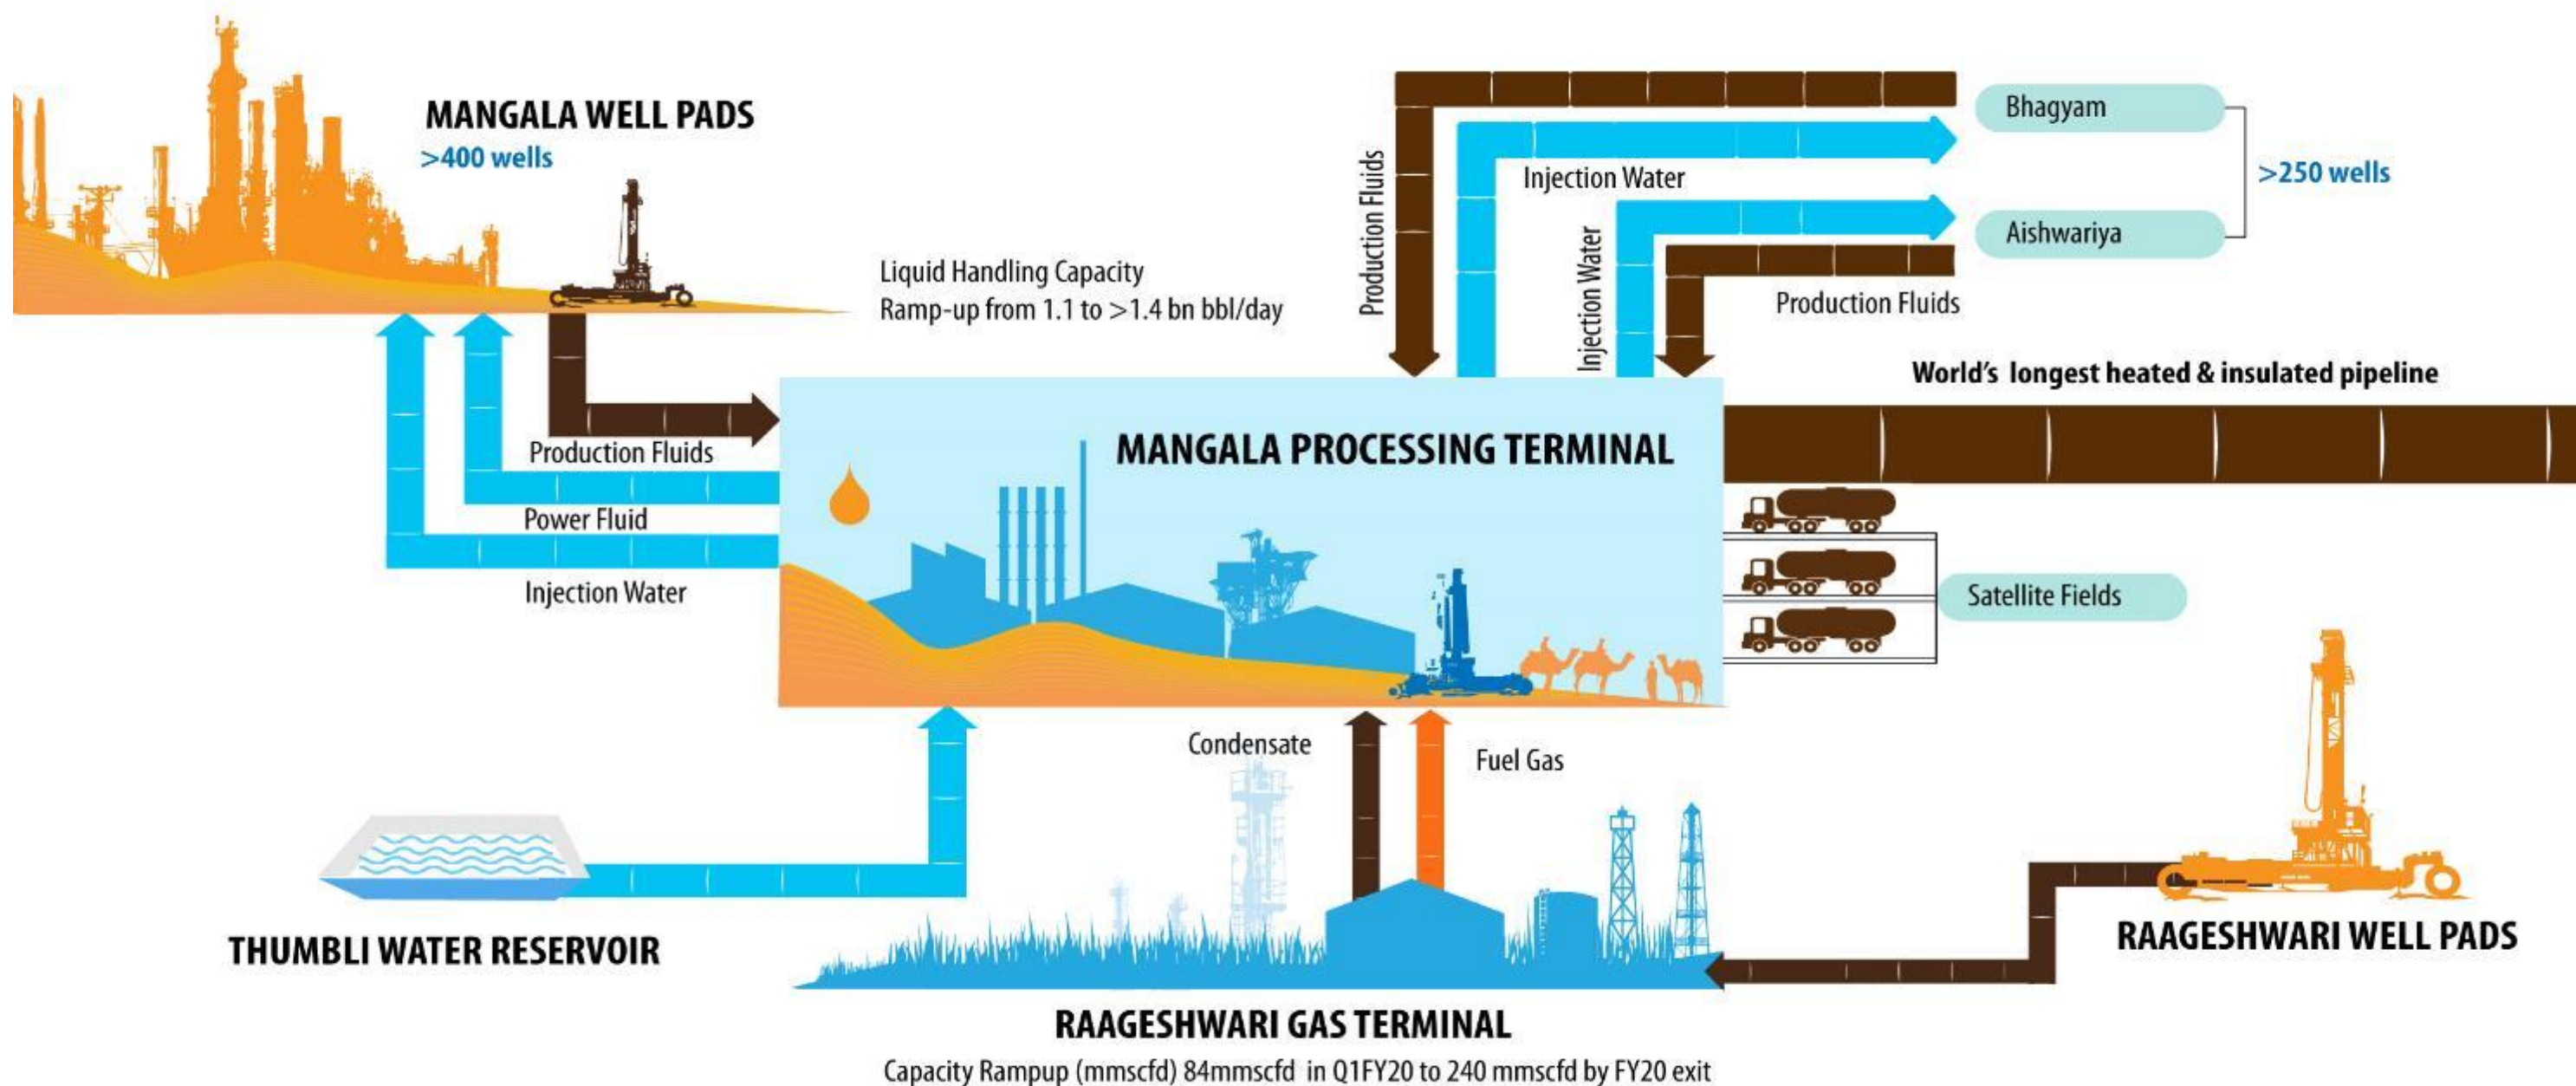 MANGALA WELL PADS
>400 wells
Liquid Handling Capacity
Ramp-up from 1.1 to >1.4 bn bbl/day
Production Fluids
Power Fluid
Injection Water
Production Fluids
Injection Water
Injection Water
Production Fluids
Bhagyam
Aishwariya
>250 wells
World's longest heated & insulated pipeline
MANGALA PROCESSING TERMINAL
Satellite Fields
Condensate
Fuel Gas
THUMBLI WATER RESERVOIR
RAAGESHWARI WELL PADS
RAAGESHWARI GAS TERMINAL
Capacity Rampup (mmscfd) 84mmscfd in Q1FY20 to 240 mmscfd by FY20 exit